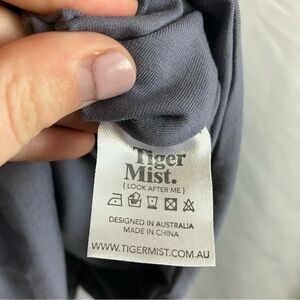 Tiger
Mist.
{ LOOK AFTER ME }
DESIGNED IN AUSTRALIA
MADE IN CHINA
WWW.TIGERMIST.COM.AU